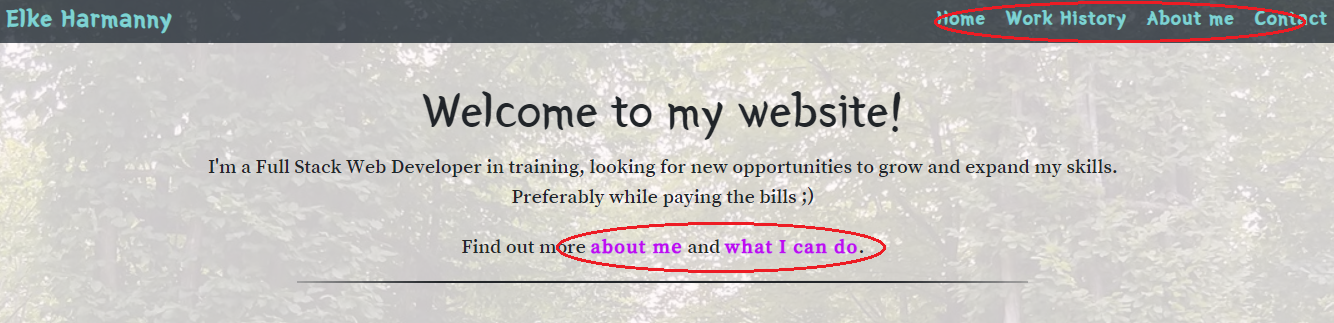 Elke Harmanny Home Work History About me Contact
Welcome to my website!
I'm a Full Stack Web Developer in training, looking for new opportunities to grow and expand my skills.
Preferably while paying the bills ;)
Find out more about me and what I can do.